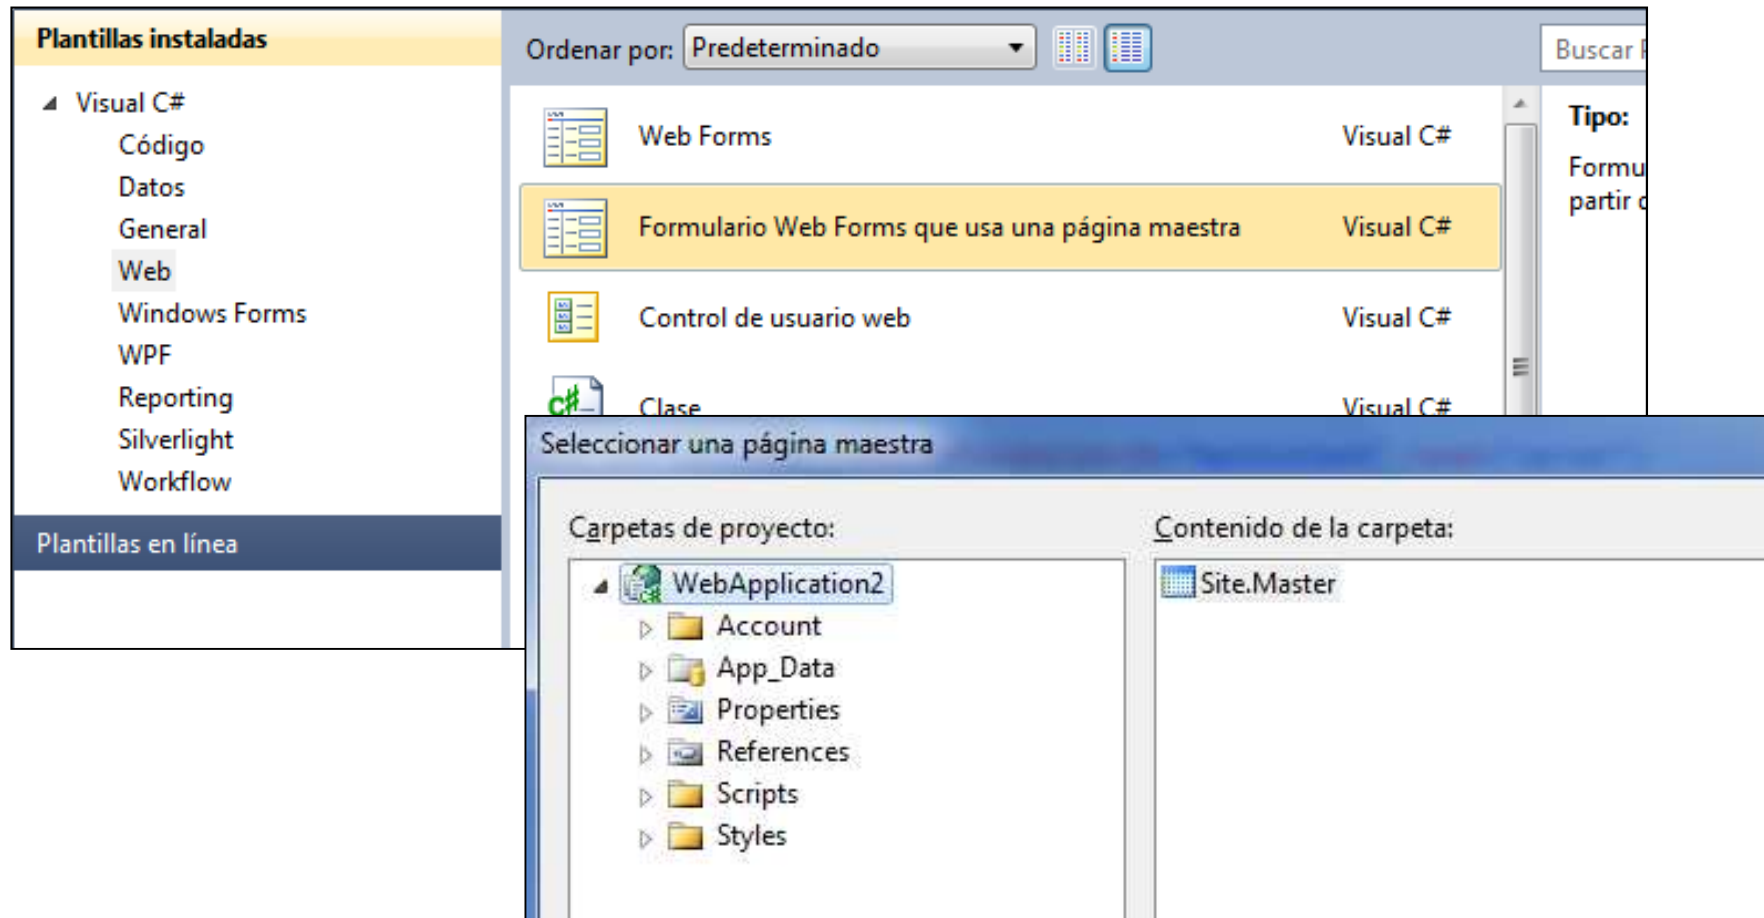 Plantillas instaladas
Visual C#
Código
Datos
General
Web
Windows Forms
WPF
Reporting
Silverlight
Workflow
Plantillas en línea
Ordenar por: Predeterminado
Buscar
Web Forms Visual C#
Formulario Web Forms que usa una página maestra Visual C#
Control de usuario web Visual C#
Clase Visual C#
Tipo:
Formu
partir
Seleccionar una página maestra
Carpetas de proyecto:
WebApplication2
Account
App_Data
Properties
References
Scripts
Styles
Contenido de la carpeta:
Site.Master